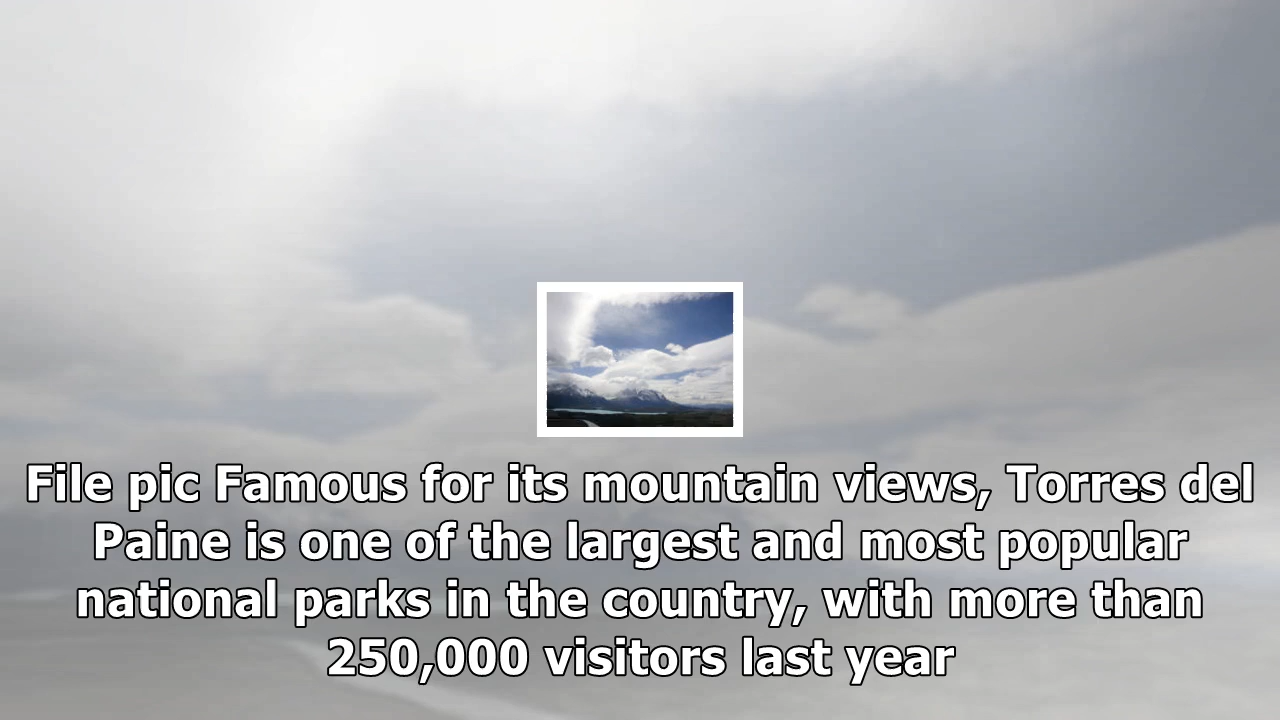 File pic Famous for its mountain views, Torres del
Paine is one of the largest and most popular
national parks in the country, with more than
250,000 visitors last year